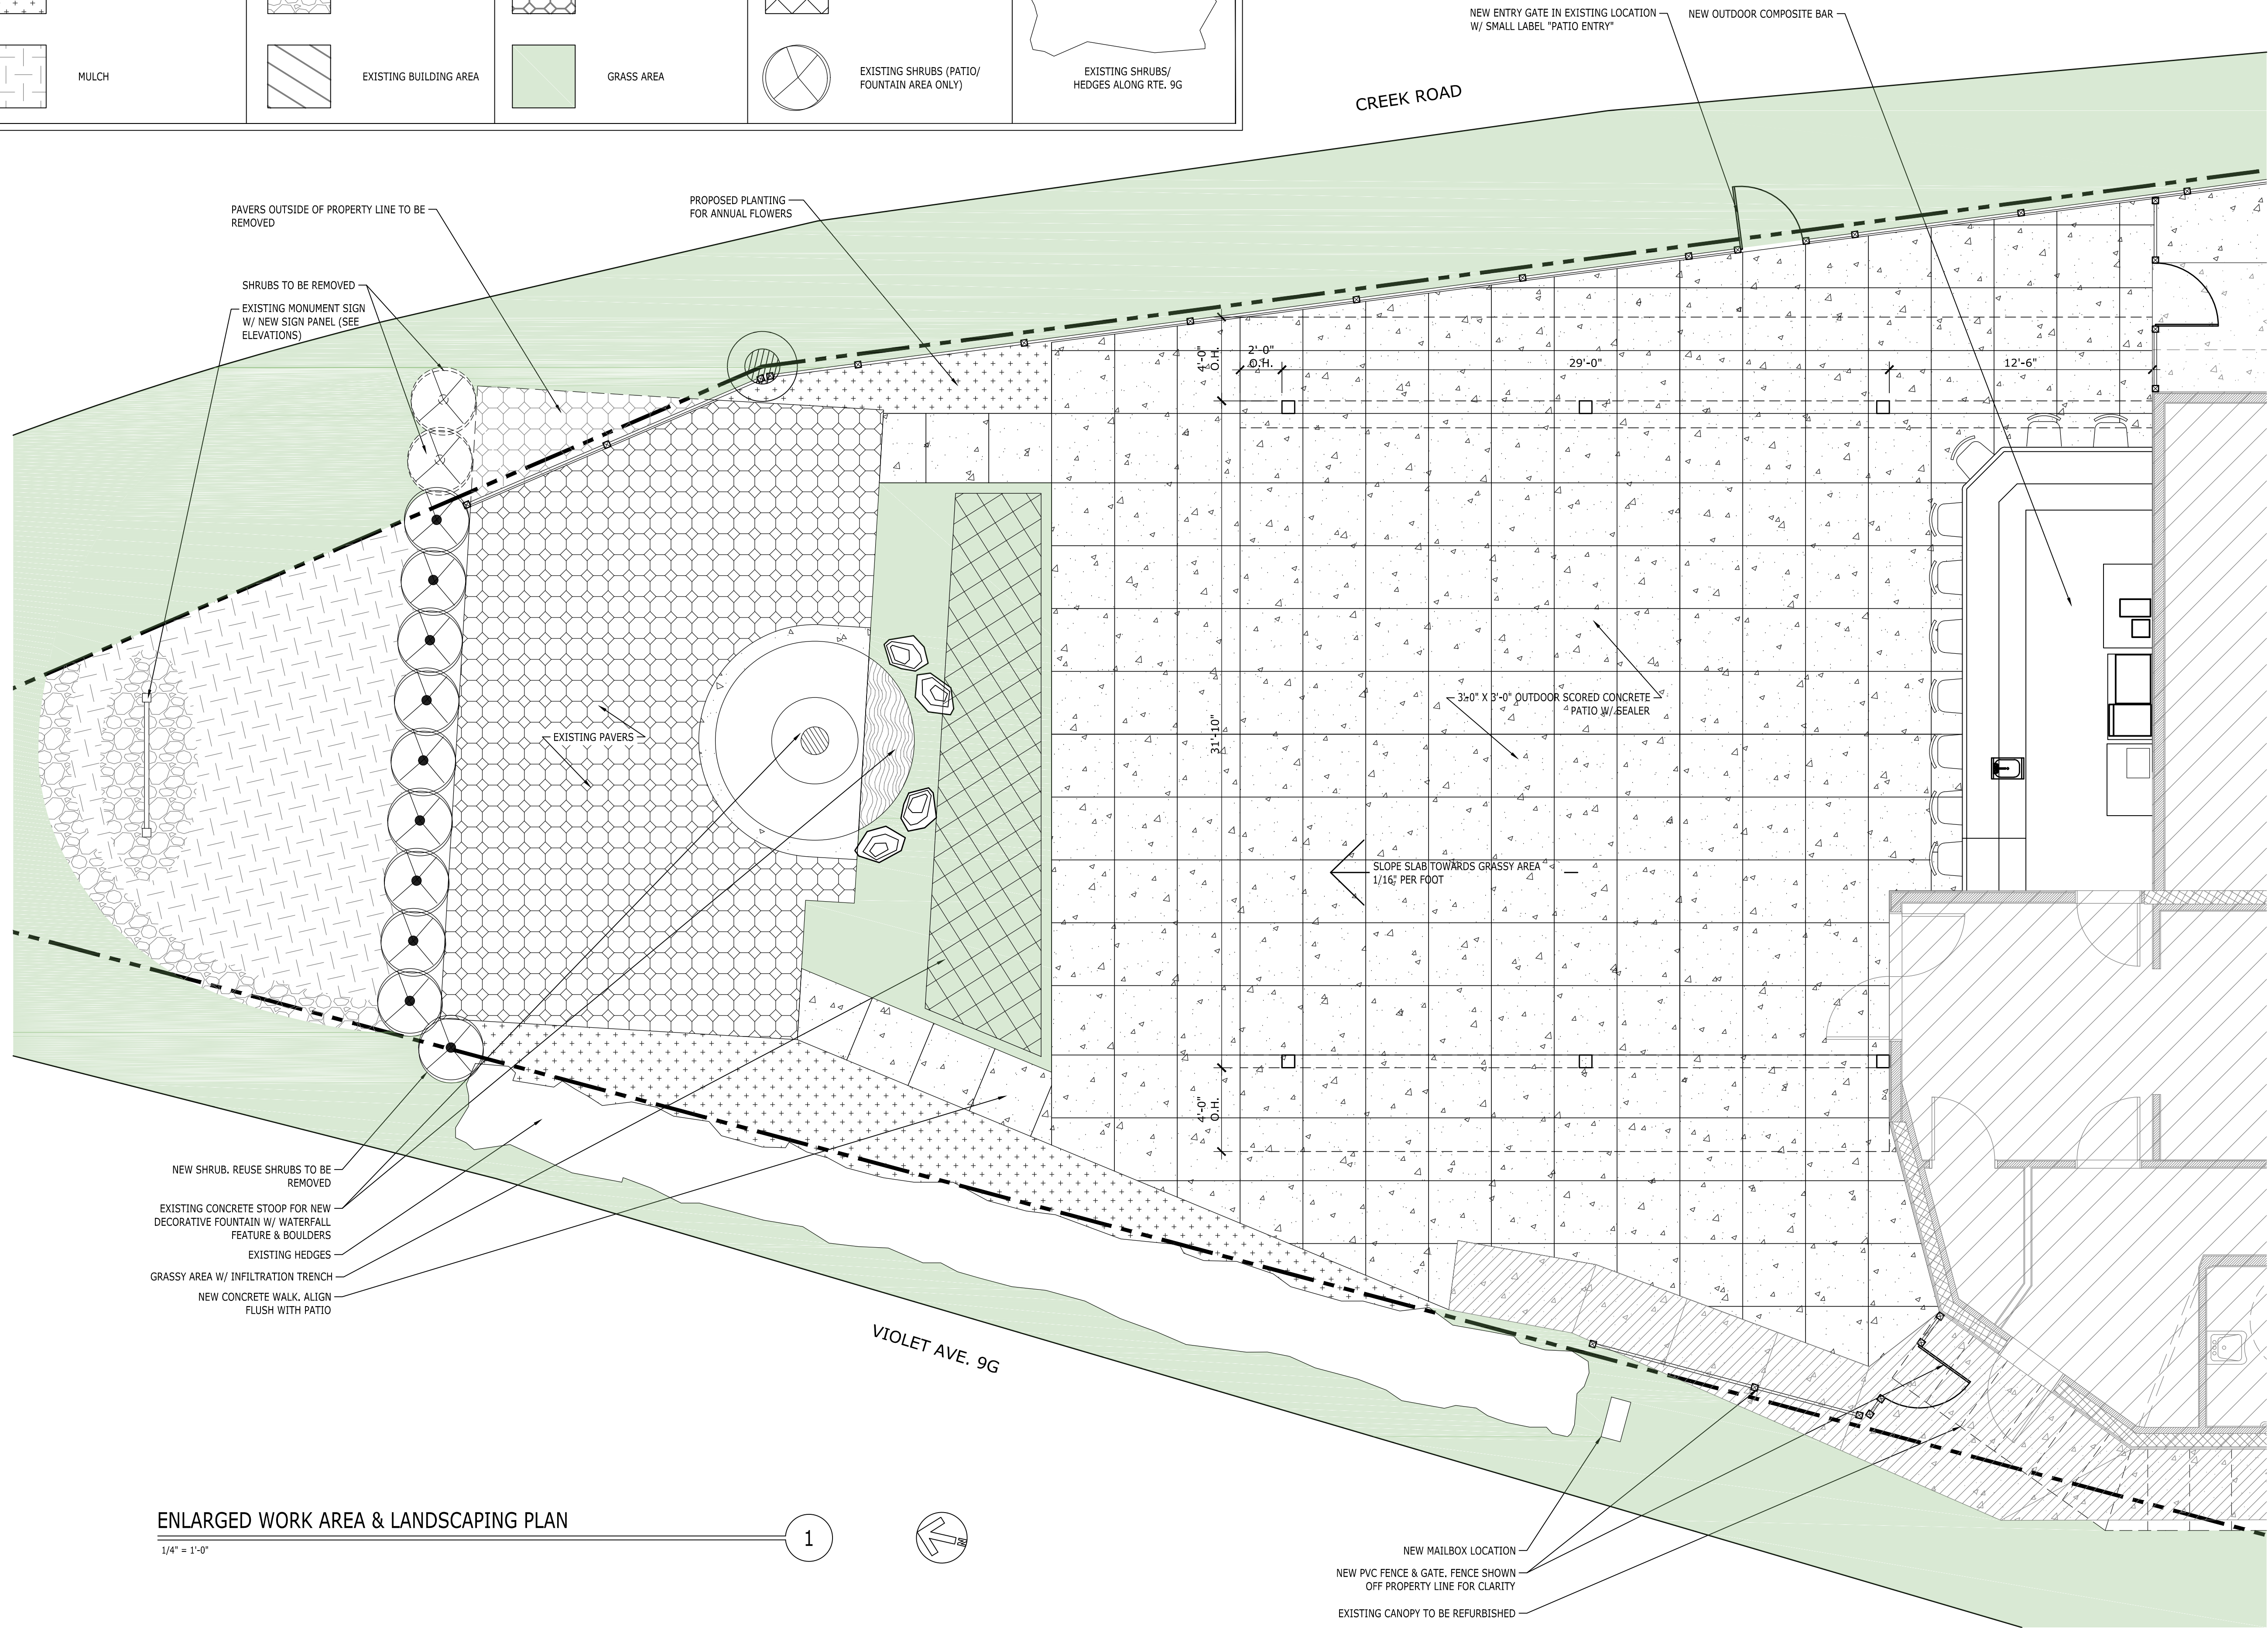 NEW ENTRY GATE IN EXISTING LOCATION
W/ SMALL LABEL "PATIO ENTRY"
NEW OUTDOOR COMPOSITE BAR
MULCH
EXISTING BUILDING AREA
GRASS AREA
EXISTING SHRUBS (PATIO/
FOUNTAIN AREA ONLY)
EXISTING SHRUBS/
HEDGES ALONG RTE. 9G
CREEK ROAD
PAVERS OUTSIDE OF PROPERTY LINE TO BE
REMOVED
PROPOSED PLANTING
FOR ANNUAL FLOWERS
SHRUBS TO BE REMOVED
EXISTING MONUMENT SIGN
W/ NEW SIGN PANEL (SEE
ELEVATIONS)
4'-0"
O.H.
2'-0"
O.H.
29'-0"
12'-6"
3'-0" X 3'-0" OUTDOOR SCORED CONCRETE
PATIO W/ SEALER
EXISTING PAVERS
31'-10"
SLOPE SLAB TOWARDS GRASSY AREA
1/16" PER FOOT
4'-0"
O.H.
NEW SHRUB. REUSE SHRUBS TO BE
REMOVED
EXISTING CONCRETE STOOP FOR NEW
DECORATIVE FOUNTAIN W/ WATERFALL
FEATURE & BOULDERS
EXISTING HEDGES
GRASSY AREA W/ INFILTRATION TRENCH
NEW CONCRETE WALK. ALIGN
FLUSH WITH PATIO
VIOLET AVE. 9G
ENLARGED WORK AREA & LANDSCAPING PLAN
1/4" = 1'-0"
1
N
NEW MAILBOX LOCATION
NEW PVC FENCE & GATE. FENCE SHOWN
OFF PROPERTY LINE FOR CLARITY
EXISTING CANOPY TO BE REFURBISHED